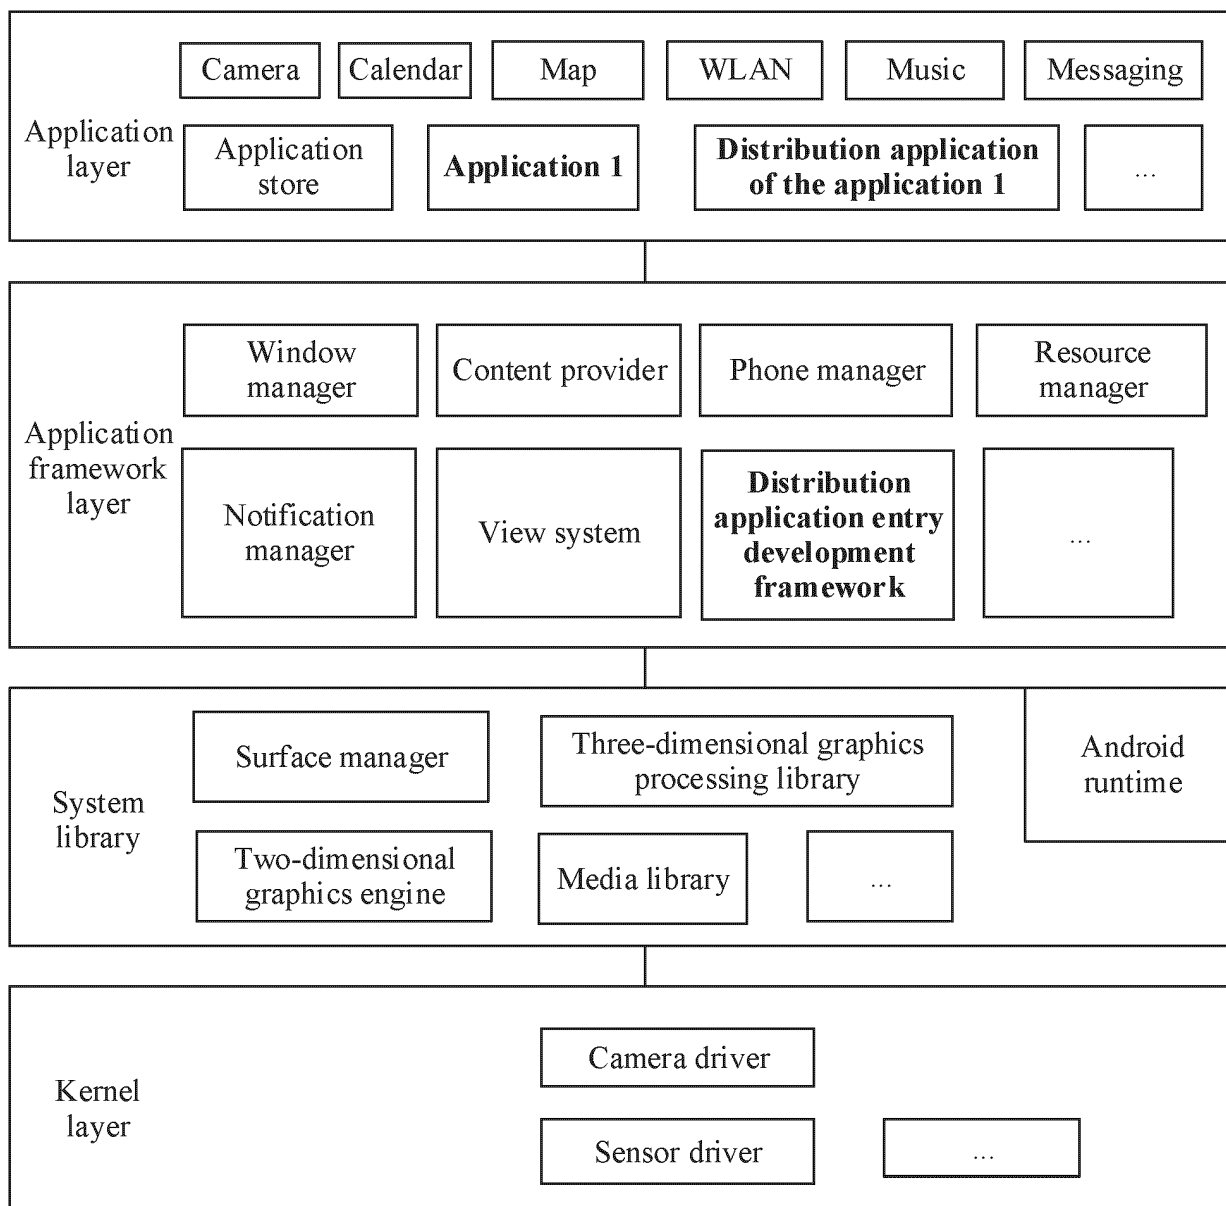 Camera
Calendar
Map
WLAN
Music
Messaging
Application
layer
Application
store
Application 1
Distribution application
of the application 1
...
Window
manager
Content provider
Phone manager
Resource
manager
Application
framework
layer
Notification
manager
View system
Distribution
application entry
development
framework
...
Surface manager
Three-dimensional graphics
processing library
Android
runtime
System
library
Two-dimensional
graphics engine
Media library
...
Kernel
layer
Camera driver
Sensor driver
...